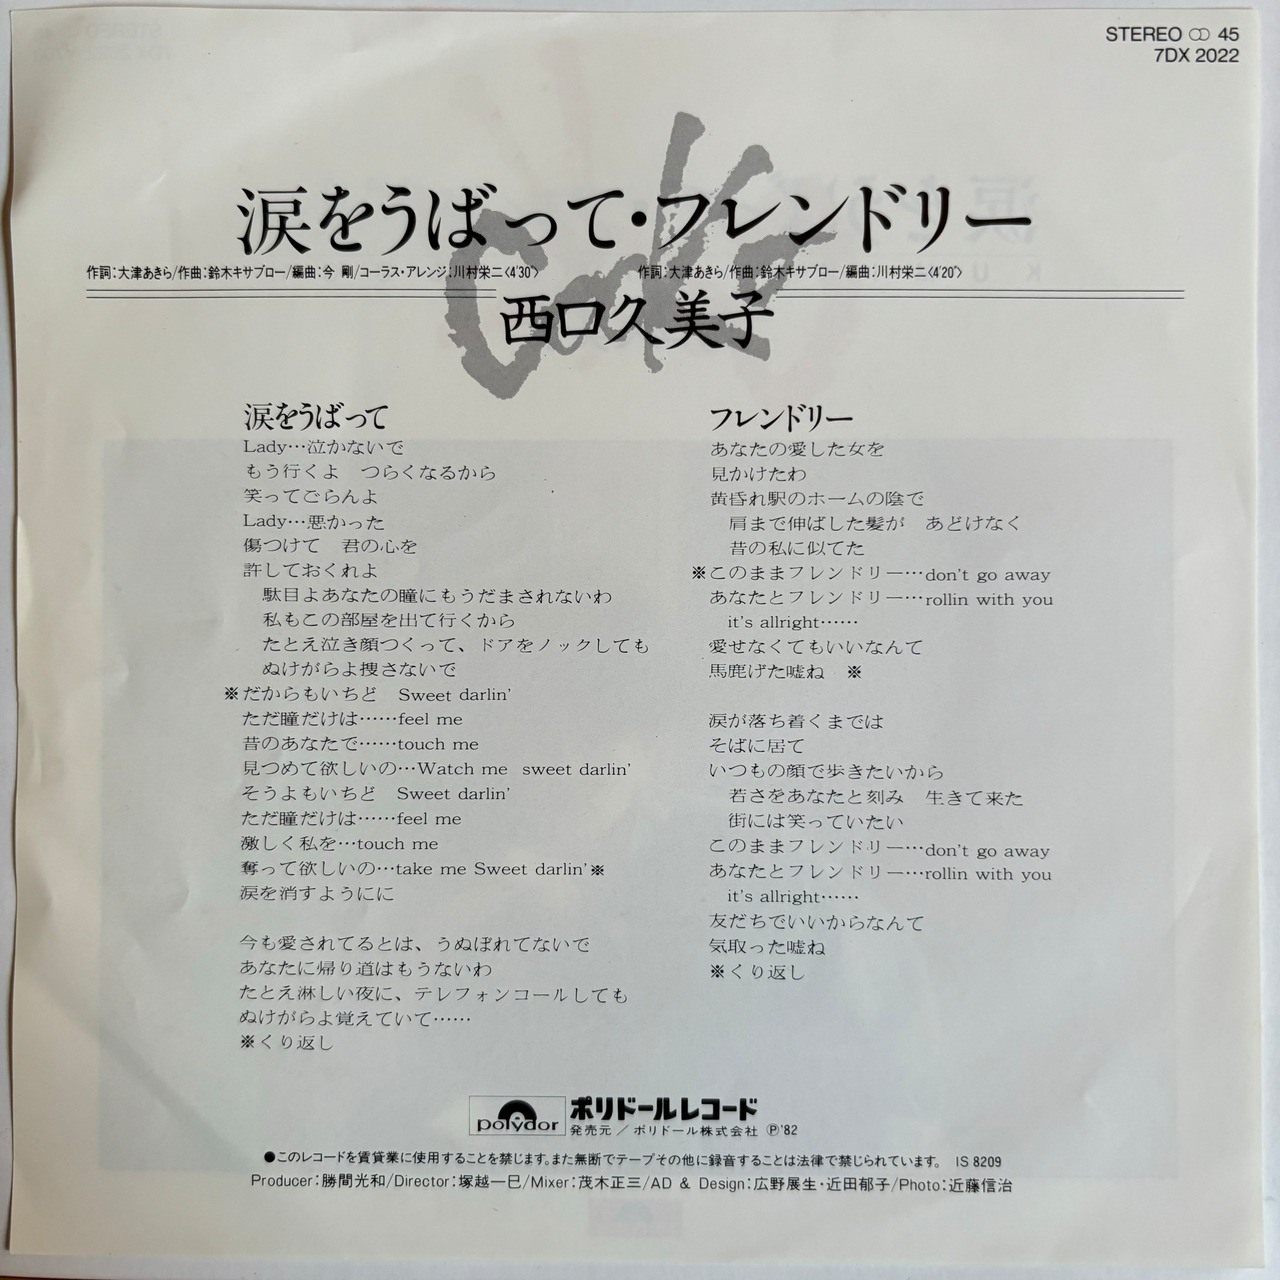 STEREO ∞ 45
7DX 2022
涙をうばって・フレンドリー
作詞:大津あきら/作曲:鈴木キサブロー/編曲:今 剛/コーラス・アレンジ:川村栄二〈4'30"〉
作詞:大津あきら/作曲:鈴木キサブロー/編曲:川村栄二〈4'20"〉
西口久美子
涙をうばって
Lady…泣かないで
もう行くよ つらくなるから
笑ってごらんよ
Lady…悪かった
傷つけて 君の心を
許しておくれよ
駄目よあなたの瞳にもうだまされないわ
私もこの部屋を出て行くから
たとえ泣き顔つくって、ドアをノックしても
ぬけがらよ捜さないで
※だからもいちど Sweet darlin'
ただ瞳だけは……feel me
昔のあなたで……touch me
見つめて欲しいの…Watch me sweet darlin'
そうよもいちど Sweet darlin'
ただ瞳だけは……feel me
激しく私を…touch me
奪って欲しいの…take me Sweet darlin'※
涙を消すようにに
今も愛されてるとは、うぬぼれてないで
あなたに帰り道はもうないわ
たとえ淋しい夜に、テレフォンコールしても
ぬけがらよ覚えていて……
※くり返し
フレンドリー
あなたの愛した女を
見かけたわ
黄昏れ駅のホームの陰で
肩まで伸ばした髪が あどけなく
昔の私に似てた
※このままフレンドリー…don't go away
あなたとフレンドリー…rollin with you
it's allright……
愛せなくてもいいなんて
馬鹿げた嘘ね ※
涙が落ち着くまでは
そばに居て
いつもの顔で歩きたいから
若さをあなたと刻み 生きて来た
街には笑っていたい
このままフレンドリー…don't go away
あなたとフレンドリー…rollin with you
it's allright……
友だちでいいからなんて
気取った嘘ね
※くり返し
polydor
ポリドールレコード
発売元/ポリドール株式会社 Ⓟ'82
●このレコードを賃貸業に使用することを禁じます。また無断でテープその他に録音することは法律で禁じられています。 IS 8209
Producer:勝間光和/Director:塚越一巳/Mixer:茂木正三/AD & Design:広野展生・近田郁子/Photo:近藤信治